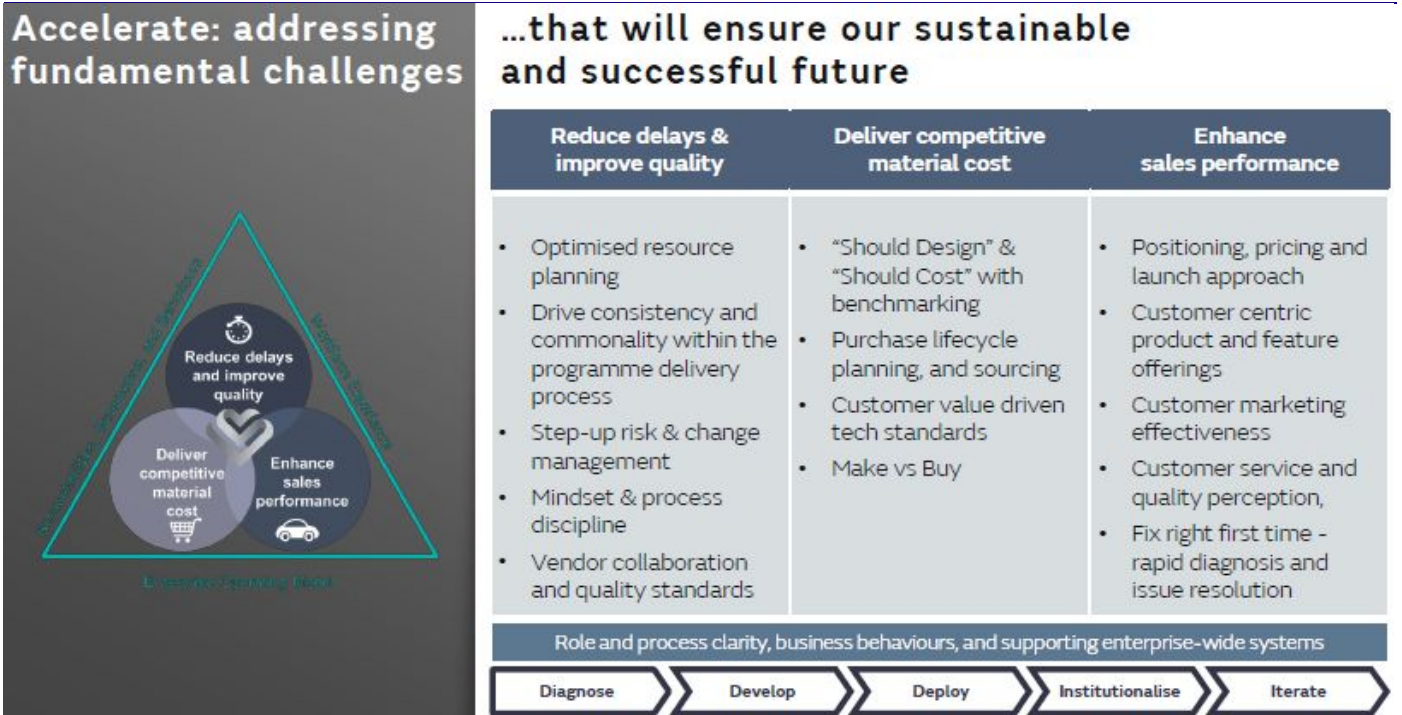 Accelerate: addressing
fundamental challenges
Reduce delays
and improve
quality
Deliver
competitive
material
cost
Enhance
sales
performance
...that will ensure our sustainable
and successful future
Reduce delays &
improve quality
• Optimised resource
planning
• Drive consistency and
commonality within the
programme delivery
process
• Step-up risk & change
management
• Mindset & process
discipline
• Vendor collaboration
and quality standards
Deliver competitive
material cost
• “Should Design” &
“Should Cost” with
benchmarking
• Purchase lifecycle
planning, and sourcing
• Customer value driven
tech standards
• Make vs Buy
Enhance
sales performance
• Positioning, pricing and
launch approach
• Customer centric
product and feature
offerings
• Customer marketing
effectiveness
• Customer service and
quality perception,
• Fix right first time -
rapid diagnosis and
issue resolution
Role and process clarity, business behaviours, and supporting enterprise-wide systems
Diagnose
Develop
Deploy
Institutionalise
Iterate